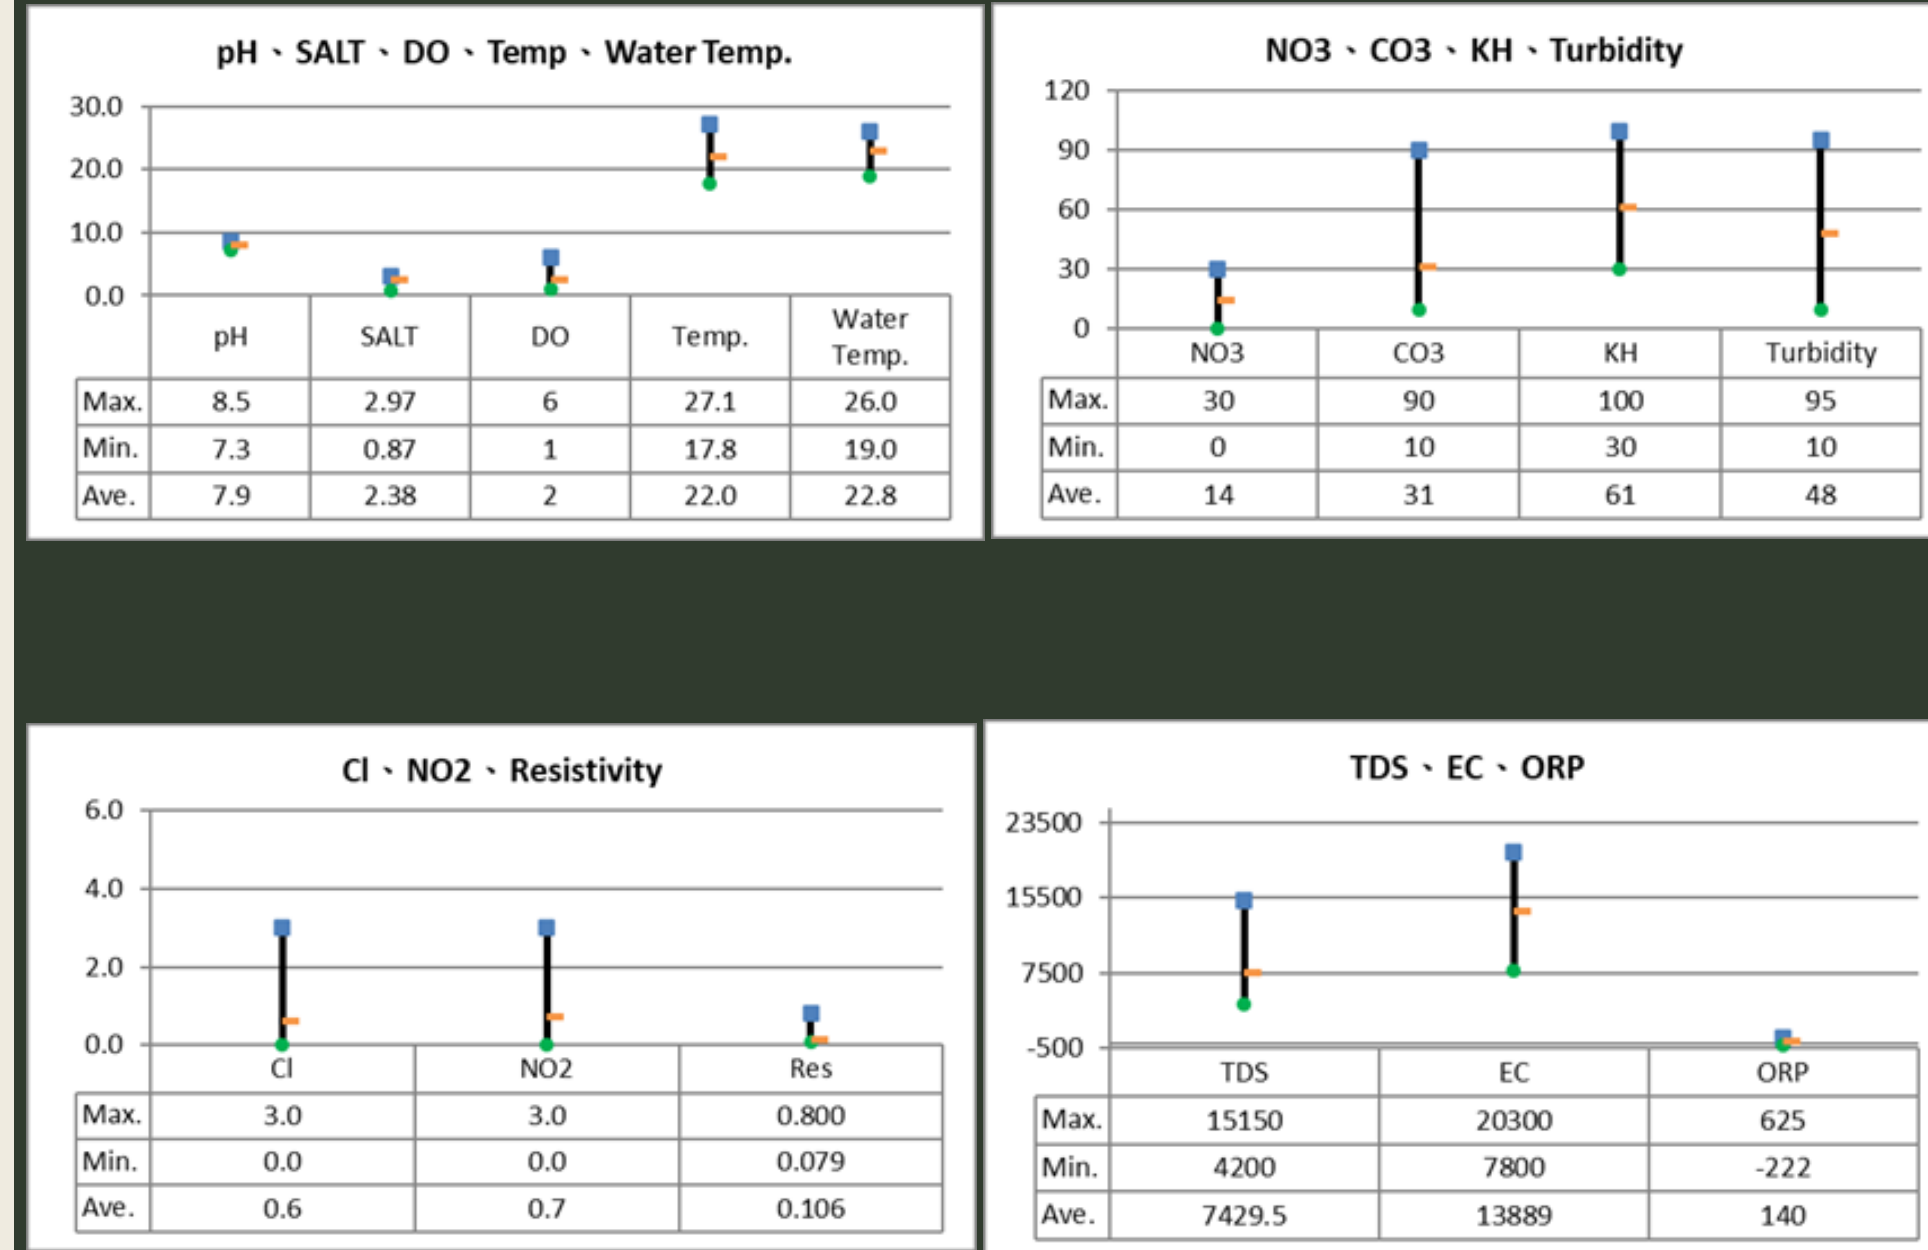 pH、SALT、DO、Temp、Water Temp.
30.0
20.0
10.0
0.0
pH SALT DO Temp. Water Temp.
Max. 8.5 2.97 6 27.1 26.0
Min. 7.3 0.87 1 17.8 19.0
Ave. 7.9 2.38 2 22.0 22.8
NO3、CO3、KH、Turbidity
120
90
60
30
0
NO3 CO3 KH Turbidity
Max. 30 90 100 95
Min. 0 10 30 10
Ave. 14 31 61 48
Cl、NO2、Resistivity
6.0
4.0
2.0
0.0
Cl NO2 Res
Max. 3.0 3.0 0.800
Min. 0.0 0.0 0.079
Ave. 0.6 0.7 0.106
TDS、EC、ORP
23500
15500
7500
-500
TDS EC ORP
Max. 15150 20300 625
Min. 4200 7800 -222
Ave. 7429.5 13889 140